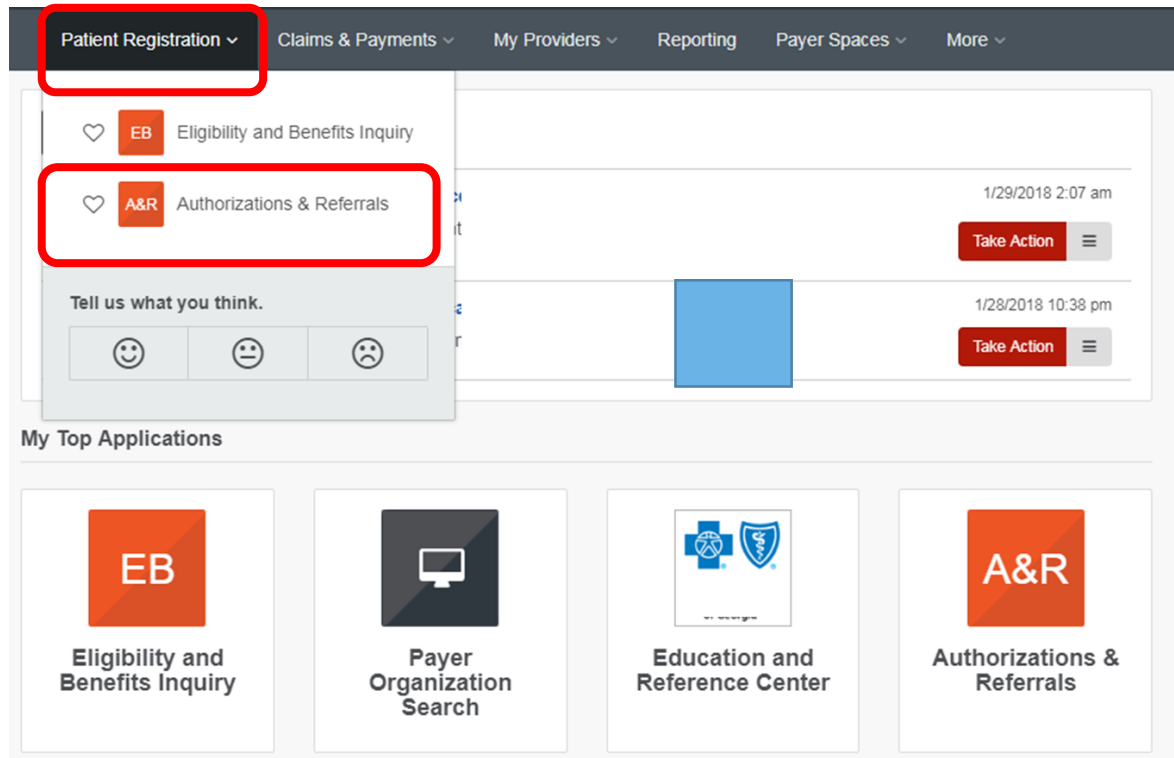 Patient Registration
Claims & Payments
My Providers
Reporting
Payer Spaces
More
EB
Eligibility and Benefits Inquiry
A&R
Authorizations & Referrals
1/29/2018 2:07 am
Take Action
Tell us what you think.
1/28/2018 10:38 pm
Take Action
My Top Applications
EB
Eligibility and
Benefits Inquiry
Payer
Organization
Search
Education and
Reference Center
A&R
Authorizations &
Referrals